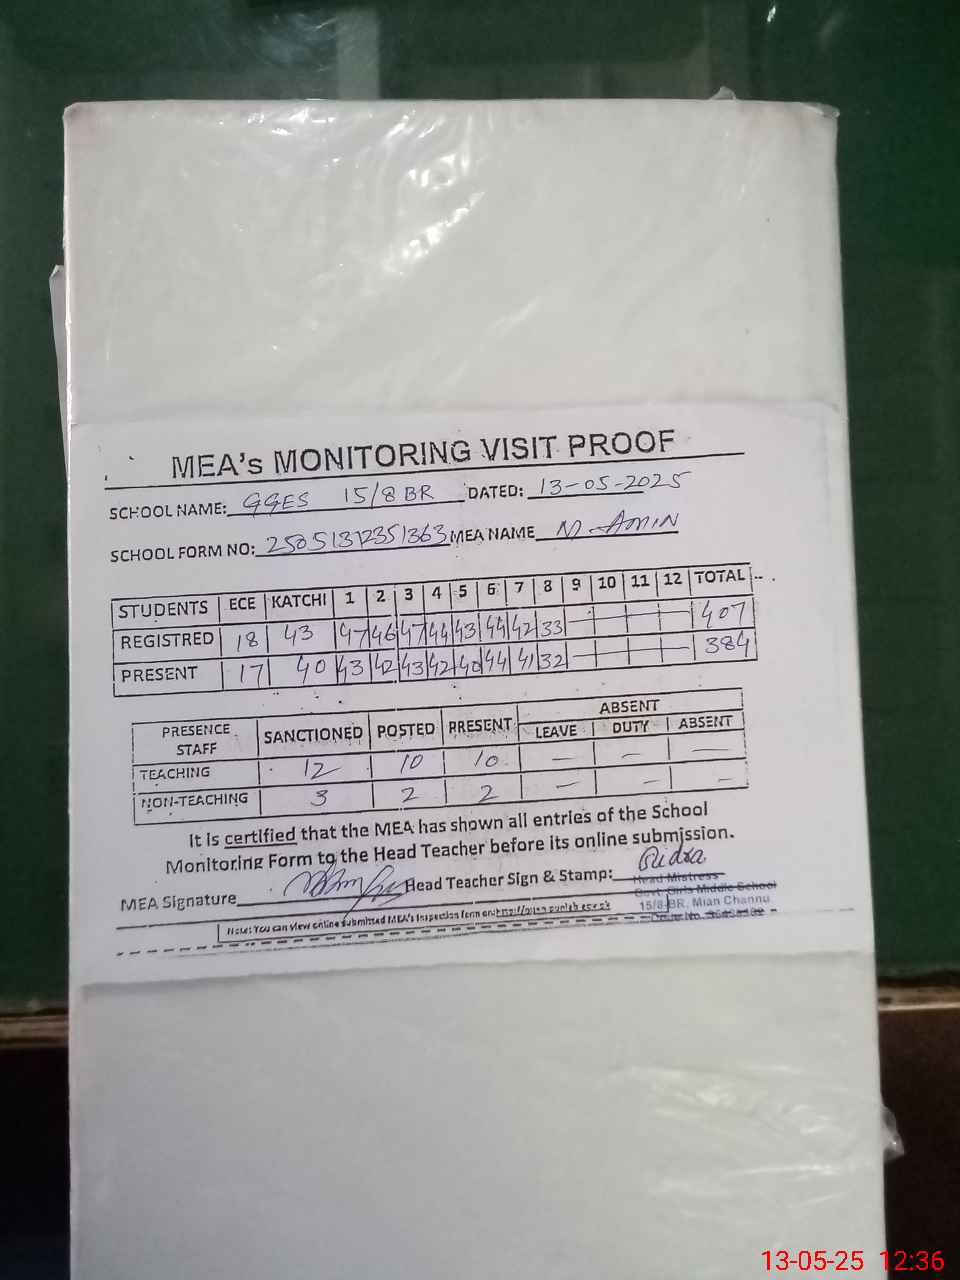 MEA's MONITORING VISIT PROOF
SCHOOL NAME: GGES 15/8 BR DATED: 13-05-2025
SCHOOL FORM NO: 25051312351363 MEA NAME M. AMIN
STUDENTS ECE KATCHI 1 2 3 4 5 6 7 8 9 10 11 12 TOTAL
REGISTRED 18 43 47 46 47 44 43 44 42 33 — — — — 407
PRESENT 17 40 43 42 43 42 40 44 41 32 — — — — 384
PRESENCE STAFF SANCTIONED POSTED PRESENT ABSENT
LEAVE DUTY ABSENT
TEACHING 12 10 10 — — —
NON-TEACHING 3 2 2 — — —
It is certified that the MEA has shown all entries of the School
Monitoring Form to the Head Teacher before its online submission.
MEA Signature Head Teacher Sign & Stamp:
Head Mistress
Govt. Girls Middle School
15/8-BR, Mian Channu
Note: You can view online submitted MEA's inspection form on:
13-05-25 12:36